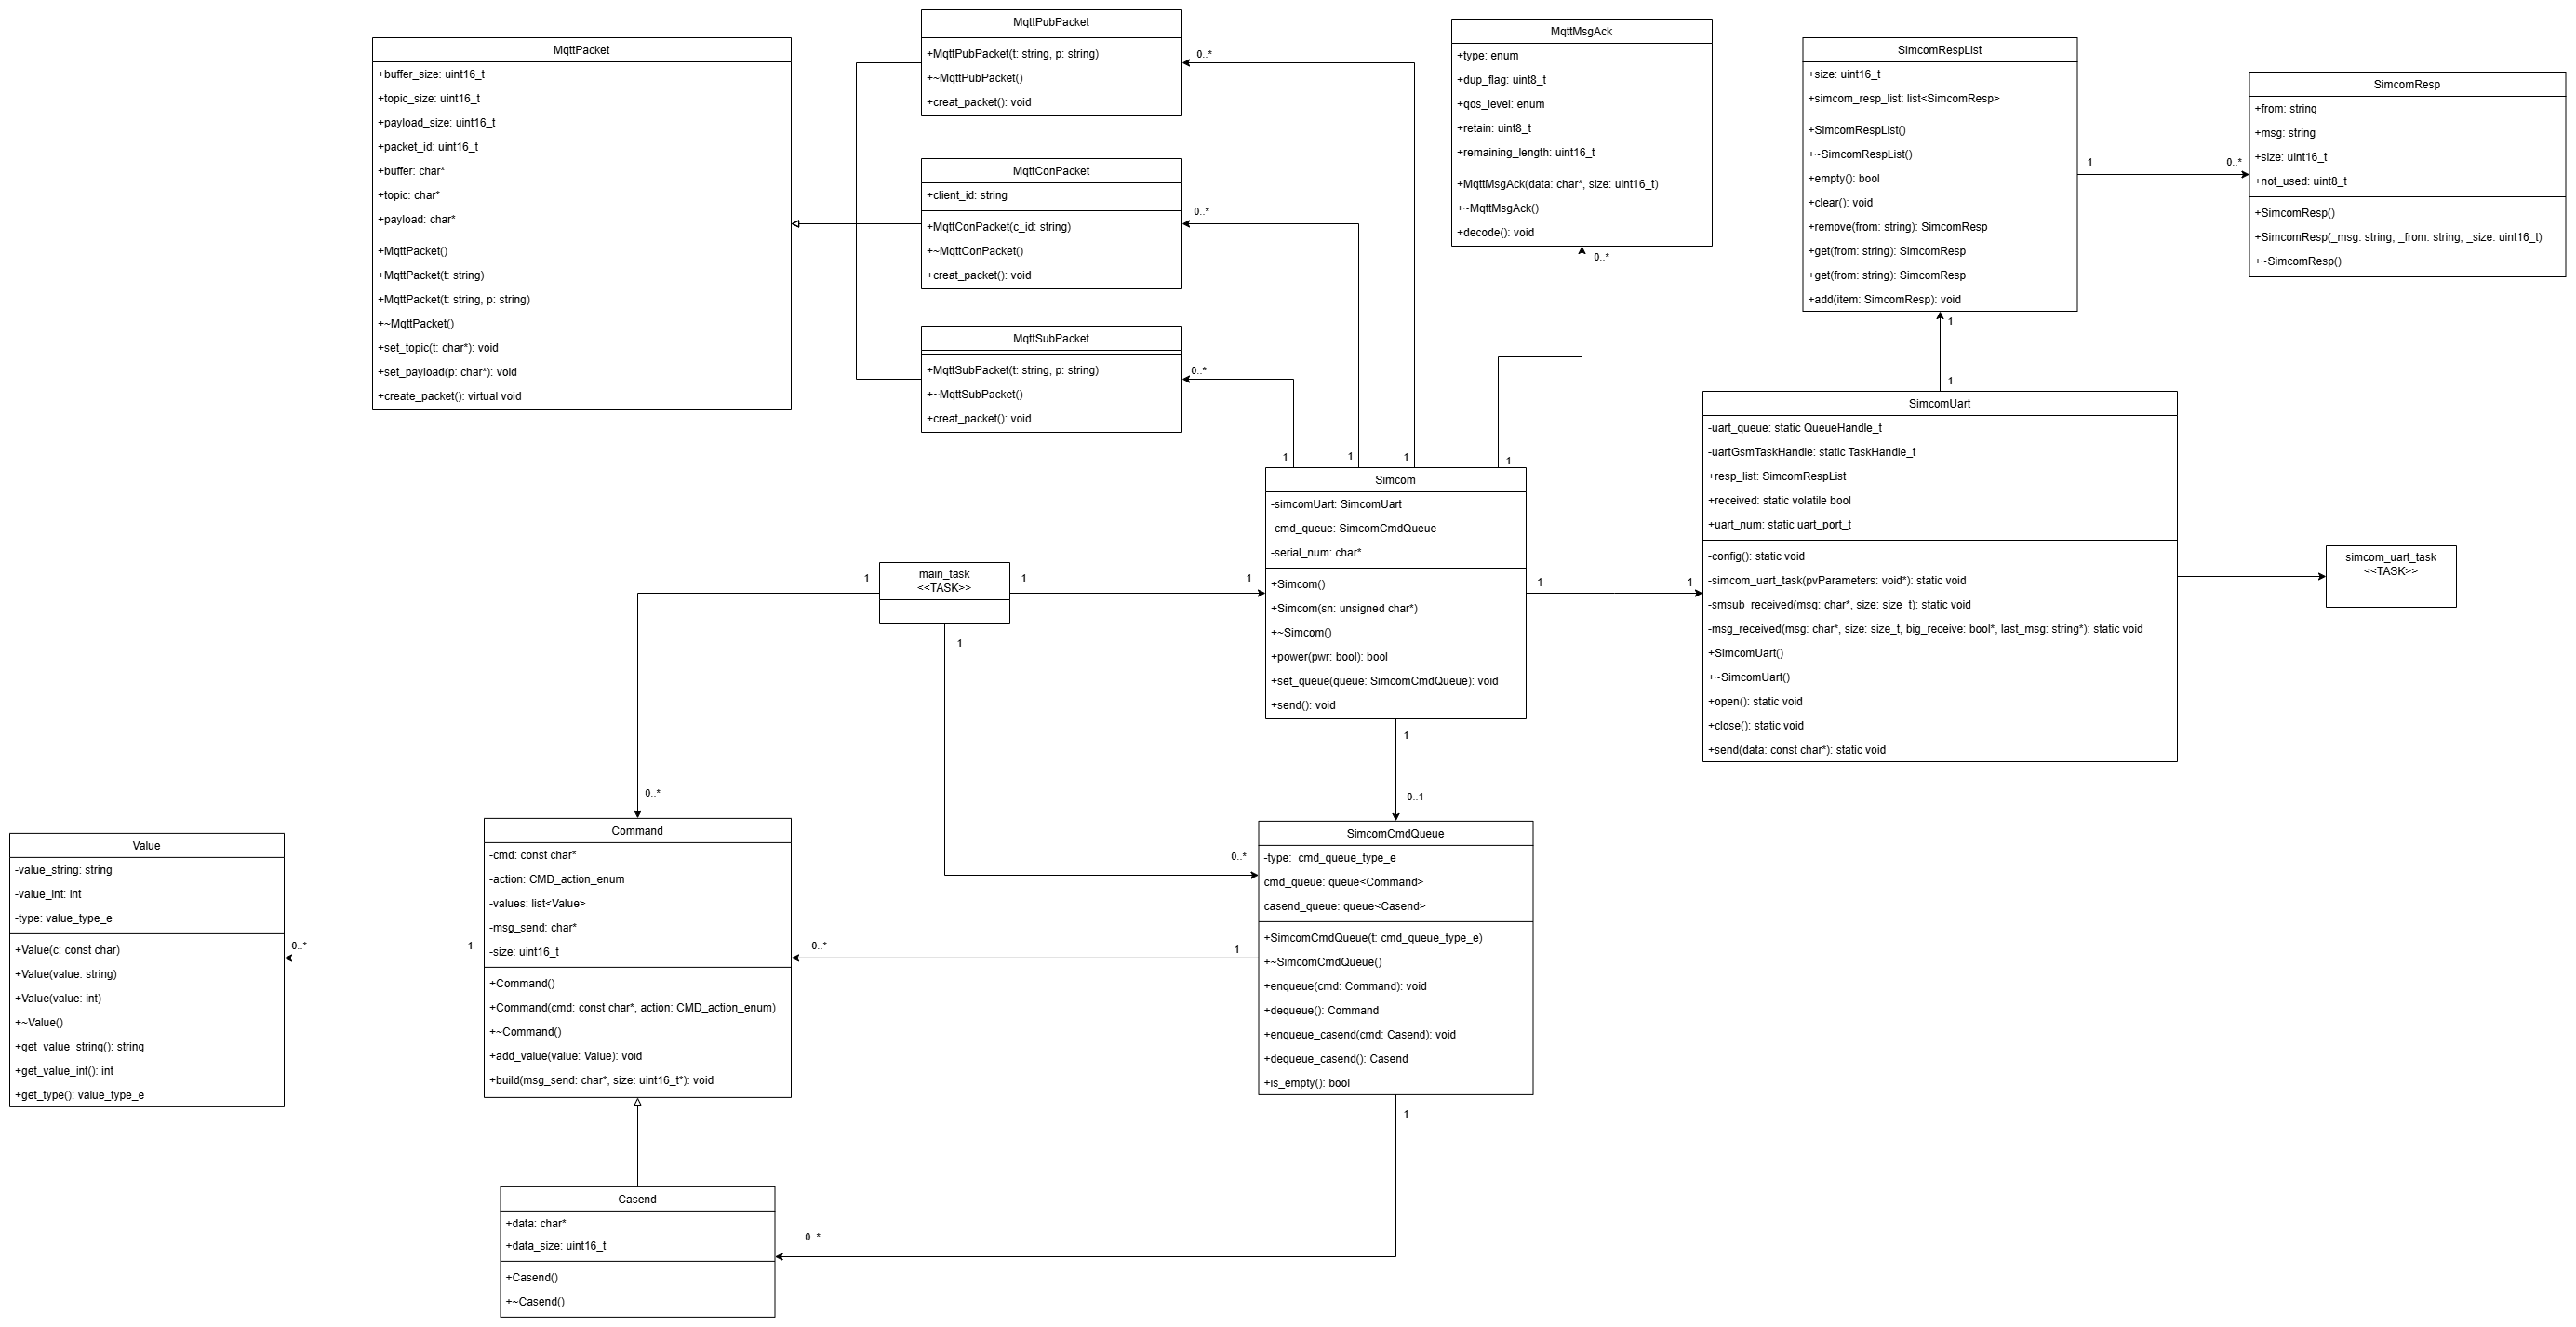 MqttPacket
+buffer_size: uint16_t
+topic_size: uint16_t
+payload_size: uint16_t
+packet_id: uint16_t
+buffer: char*
+topic: char*
+payload: char*
+MqttPacket()
+MqttPacket(t: string)
+MqttPacket(t: string, p: string)
+~MqttPacket()
+set_topic(t: char*): void
+set_payload(p: char*): void
+create_packet(): virtual void
MqttPubPacket
+MqttPubPacket(t: string, p: string)
+~MqttPubPacket()
+creat_packet(): void
0..*
MqttConPacket
+client_id: string
+MqttConPacket(c_id: string)
+~MqttConPacket()
+creat_packet(): void
0..*
MqttSubPacket
+MqttSubPacket(t: string, p: string)
+~MqttSubPacket()
+creat_packet(): void
0..*
MqttMsgAck
+type: enum
+dup_flag: uint8_t
+qos_level: enum
+retain: uint8_t
+remaining_length: uint16_t
+MqttMsgAck(data: char*, size: uint16_t)
+~MqttMsgAck()
+decode(): void
0..*
SimcomRespList
+size: uint16_t
+simcom_resp_list: list<SimcomResp>
+SimcomRespList()
+~SimcomRespList()
+empty(): bool
+clear(): void
+remove(from: string): SimcomResp
+get(from: string): SimcomResp
+get(from: string): SimcomResp
+add(item: SimcomResp): void
1
0..*
SimcomResp
+from: string
+msg: string
+size: uint16_t
+not_used: uint8_t
+SimcomResp()
+SimcomResp(_msg: string, _from: string, _size: uint16_t)
+~SimcomResp()
1
1
SimcomUart
-uart_queue: static QueueHandle_t
-uartGsmTaskHandle: static TaskHandle_t
+resp_list: SimcomRespList
+received: static volatile bool
+uart_num: static uart_port_t
-config(): static void
-simcom_uart_task(pvParameters: void*): static void
-smsub_received(msg: char*, size: size_t): static void
-msg_received(msg: char*, size: size_t, big_receive: bool*, last_msg: string*): static void
+SimcomUart()
+~SimcomUart()
+open(): static void
+close(): static void
+send(data: const char*): static void
simcom_uart_task
<<TASK>>
1
1
1
1
Simcom
-simcomUart: SimcomUart
-cmd_queue: SimcomCmdQueue
-serial_num: char*
+Simcom()
+Simcom(sn: unsigned char*)
+~Simcom()
+power(pwr: bool): bool
+set_queue(queue: SimcomCmdQueue): void
+send(): void
1
1
main_task
<<TASK>>
1
1
1
1
1
0..1
0..*
0..*
Value
-value_string: string
-value_int: int
-type: value_type_e
+Value(c: const char)
+Value(value: string)
+Value(value: int)
+~Value()
+get_value_string(): string
+get_value_int(): int
+get_type(): value_type_e
0..*
1
Command
-cmd: const char*
-action: CMD_action_enum
-values: list<Value>
-msg_send: char*
-size: uint16_t
+Command()
+Command(cmd: const char*, action: CMD_action_enum)
+~Command()
+add_value(value: Value): void
+build(msg_send: char*, size: uint16_t*): void
0..*
1
SimcomCmdQueue
-type: cmd_queue_type_e
cmd_queue: queue<Command>
casend_queue: queue<Casend>
+SimcomCmdQueue(t: cmd_queue_type_e)
+~SimcomCmdQueue()
+enqueue(cmd: Command): void
+dequeue(): Command
+enqueue_casend(cmd: Casend): void
+dequeue_casend(): Casend
+is_empty(): bool
1
0..*
Casend
+data: char*
+data_size: uint16_t
+Casend()
+~Casend()